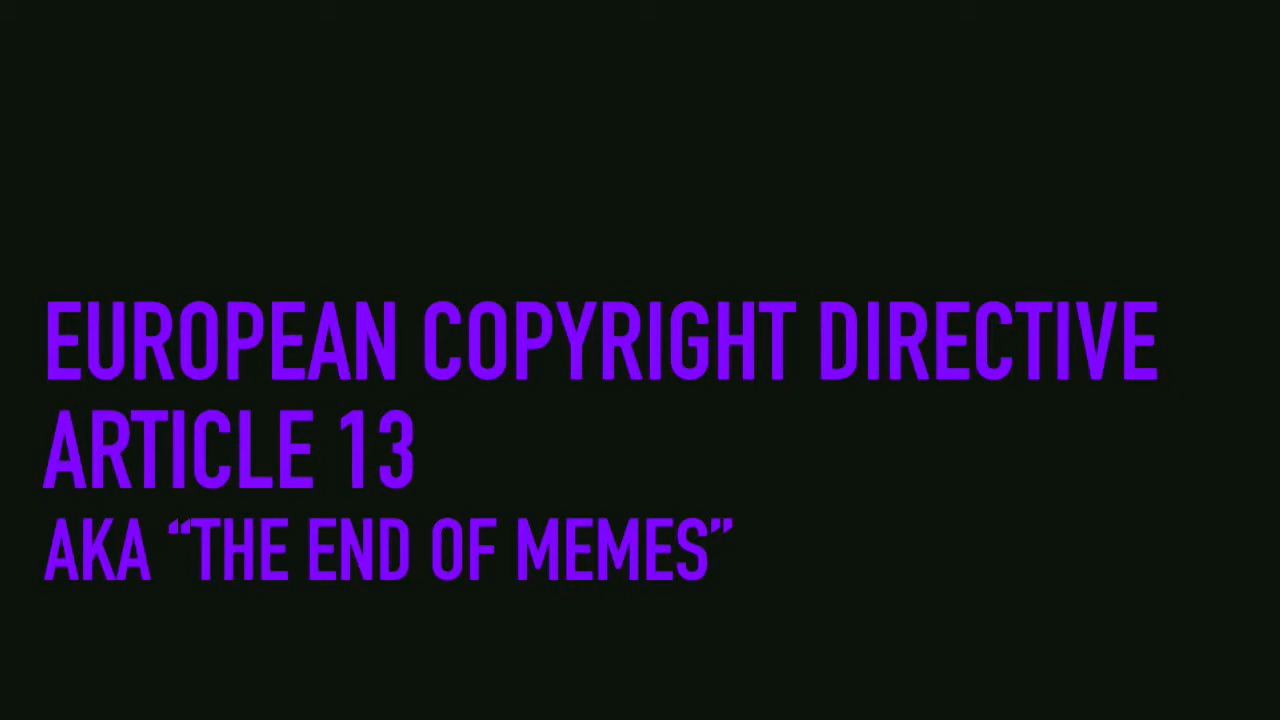 EUROPEAN COPYRIGHT DIRECTIVE
ARTICLE 13
AKA “THE END OF MEMES”